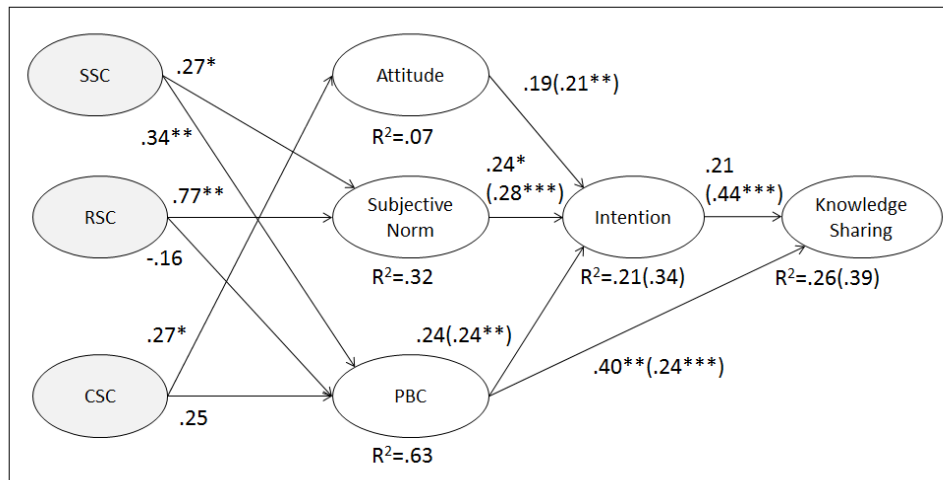 SSC
.27*
Attitude
.19(.21**)
.34**
R²=.07
.24*
(.28***)
.21
(.44***)
.77**
RSC
Subjective
Norm
Intention
Knowledge
Sharing
-.16
R²=.32
R²=.21(.34)
R²=.26(.39)
.27*
.24(.24**)
.40**(.24***)
CSC
.25
PBC
R²=.63